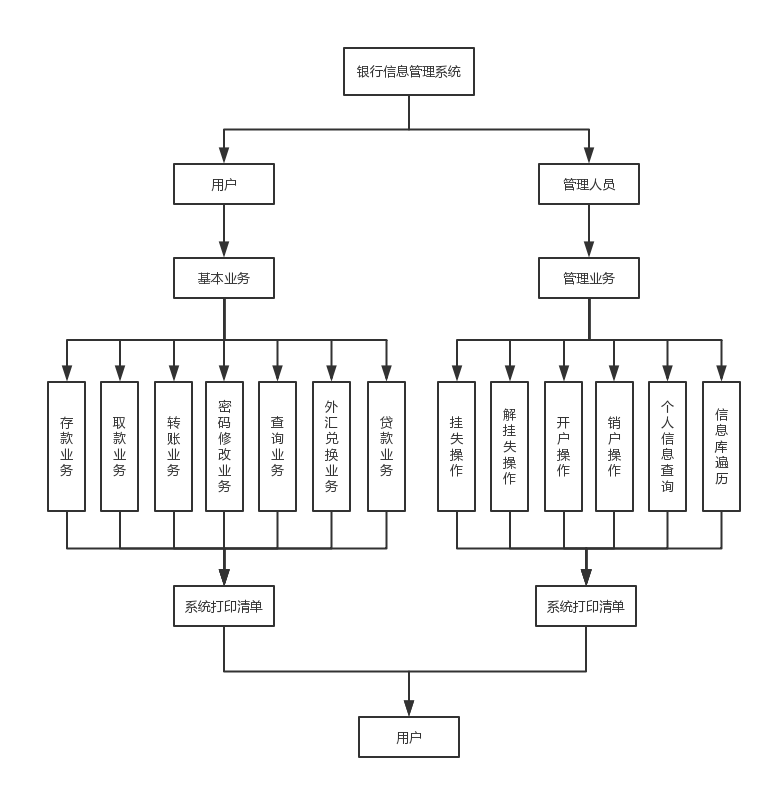 银行信息管理系统
用户
管理人员
基本业务
管理业务
存款业务
取款业务
转账业务
密码修改业务
查询业务
外汇兑换业务
贷款业务
挂失操作
解挂失操作
开户操作
销户操作
个人信息查询
信息库遍历
系统打印清单
系统打印清单
用户